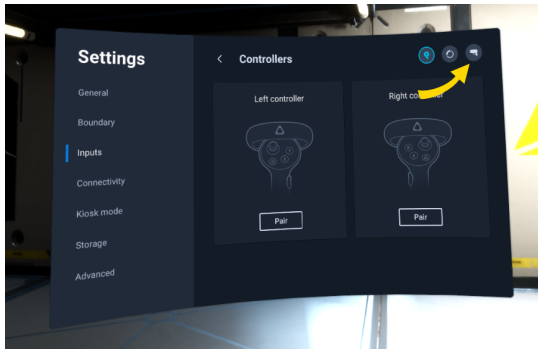 Settings
General
Boundary
Inputs
Connectivity
Kiosk mode
Storage
Advanced
Controllers
Left controller
Pair
Right
Pair